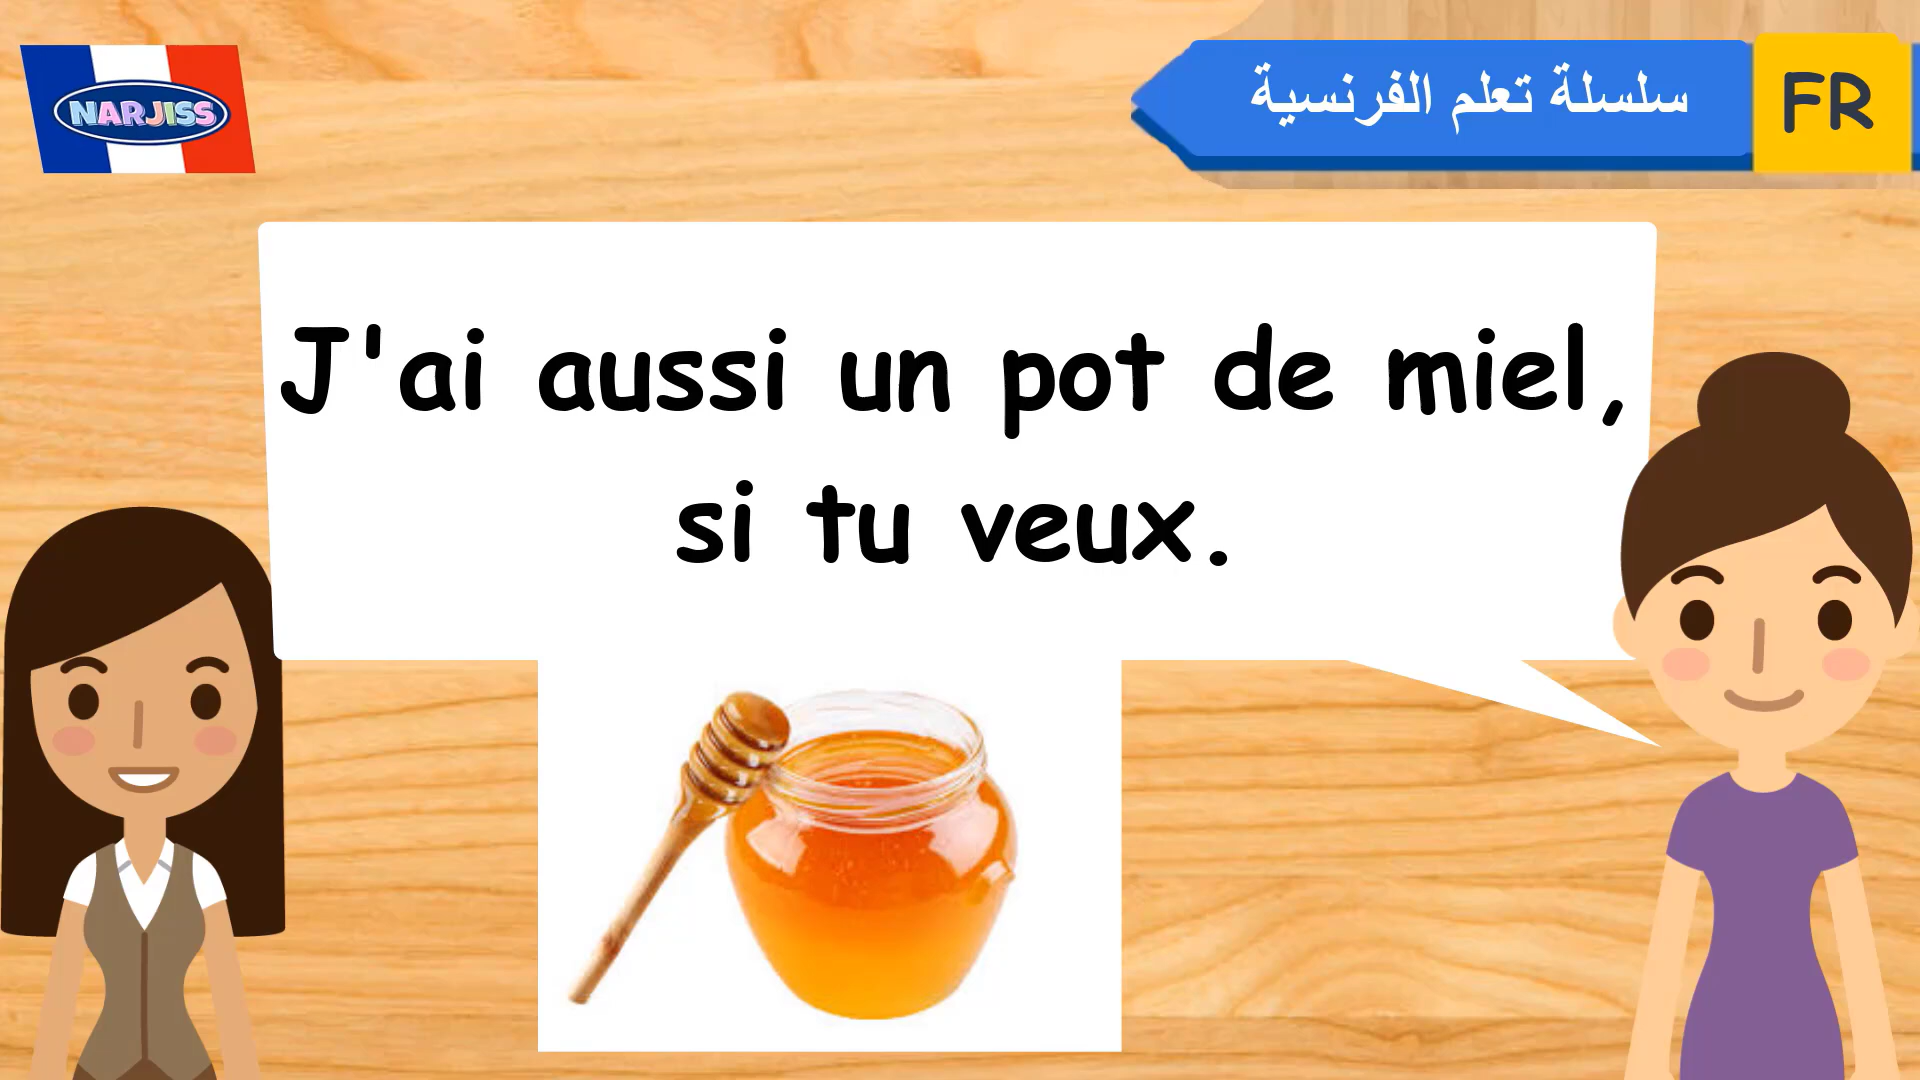 NARJISS
سلسلة تعلم الفرنسية
FR
J'ai aussi un pot de miel,
si tu veux.